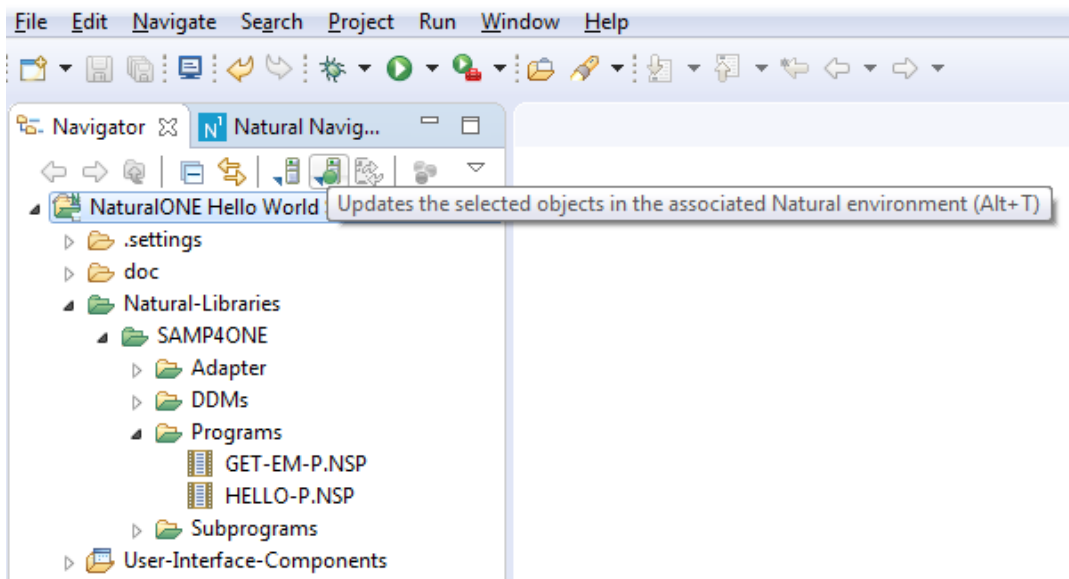 File Edit Navigate Search Project Run Window Help
Navigator N1 Natural Navig...
NaturalONE Hello World
Updates the selected objects in the associated Natural environment (Alt+T)
.settings
doc
Natural-Libraries
SAMP4ONE
Adapter
DDMs
Programs
GET-EM-P.NSP
HELLO-P.NSP
Subprograms
User-Interface-Components